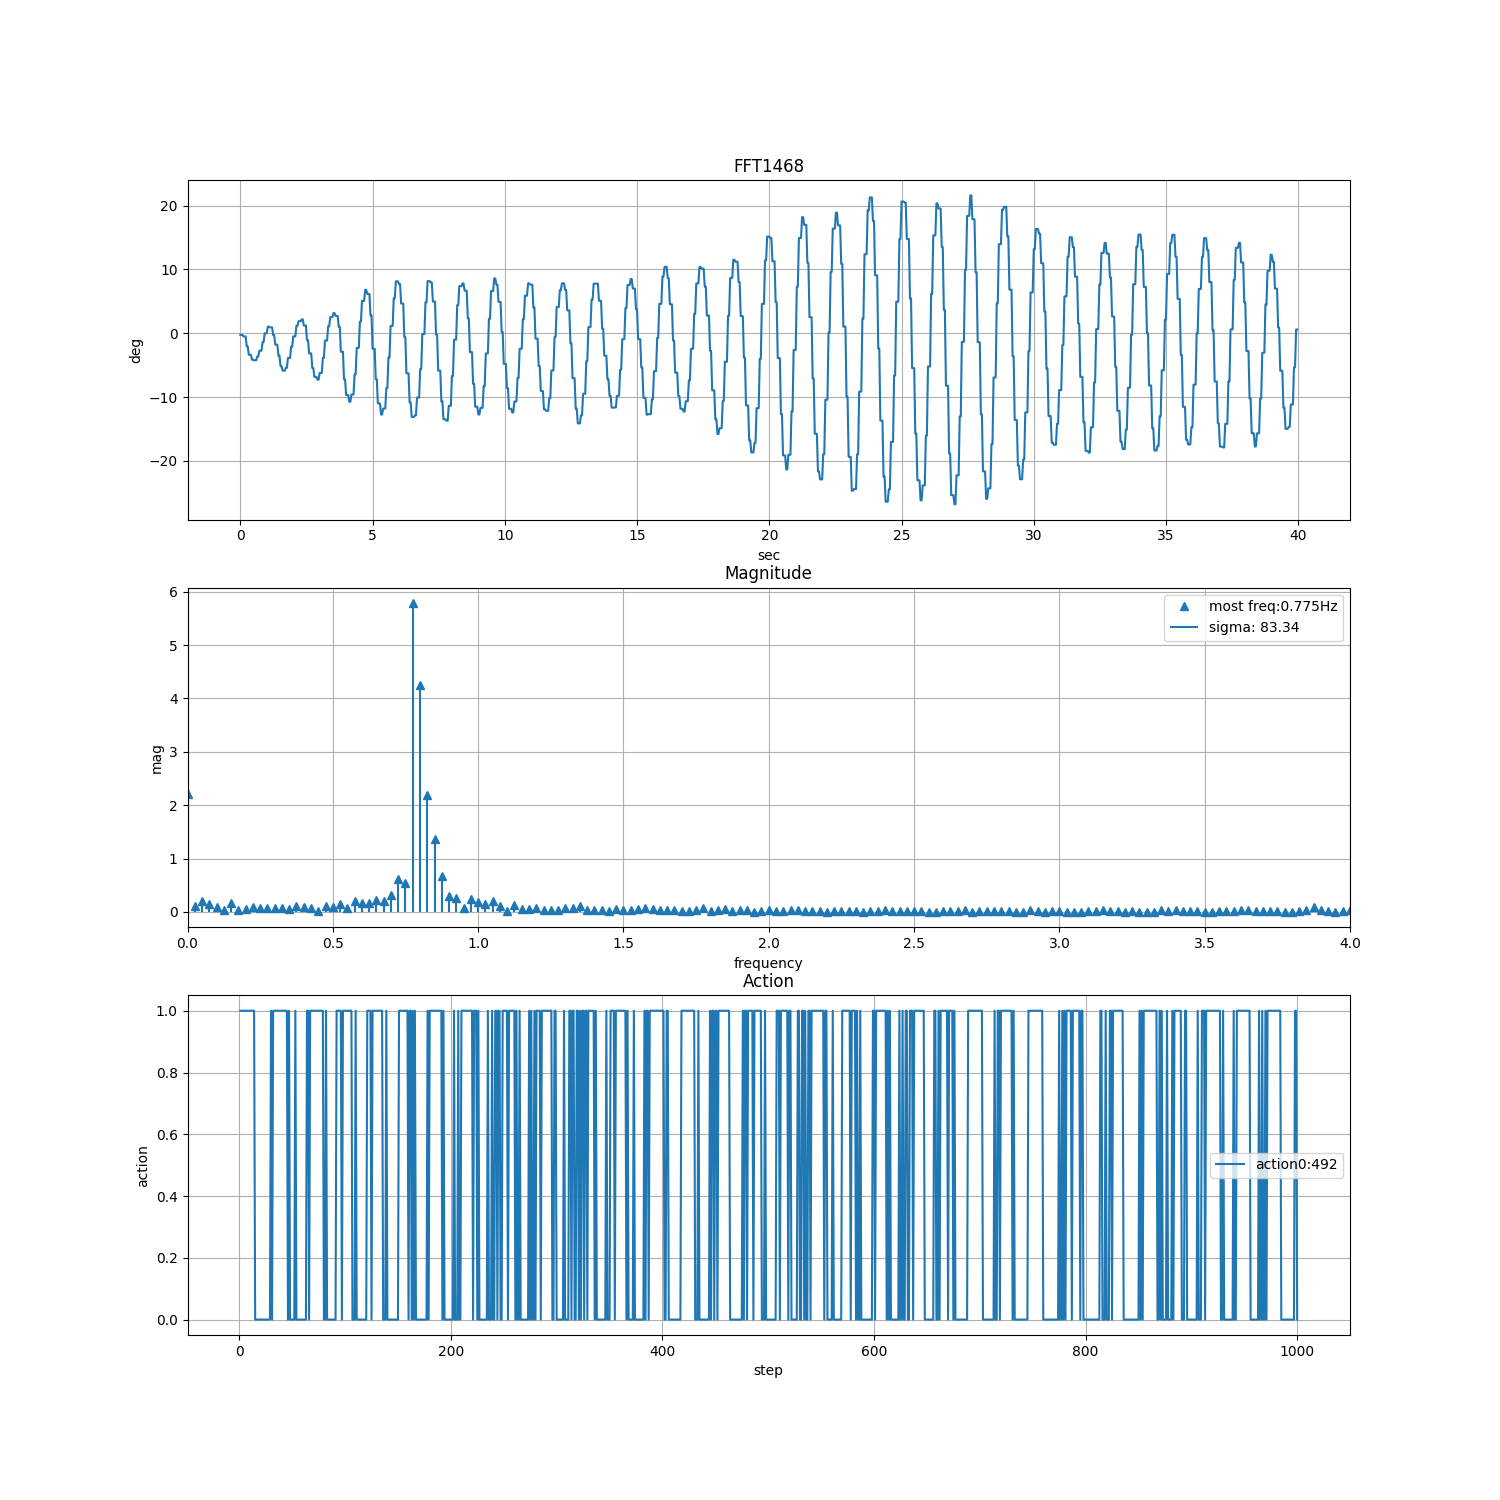 FFT1468
20
10
0
−10
−20
deg
0 5 10 15 20 25 30 35 40
sec
Magnitude
6
5
4
3
2
1
0
mag
most freq:0.775Hz
sigma: 83.34
0.0 0.5 1.0 1.5 2.0 2.5 3.0 3.5 4.0
frequency
Action
1.0
0.8
0.6
0.4
0.2
0.0
action
action0:492
0 200 400 600 800 1000
step